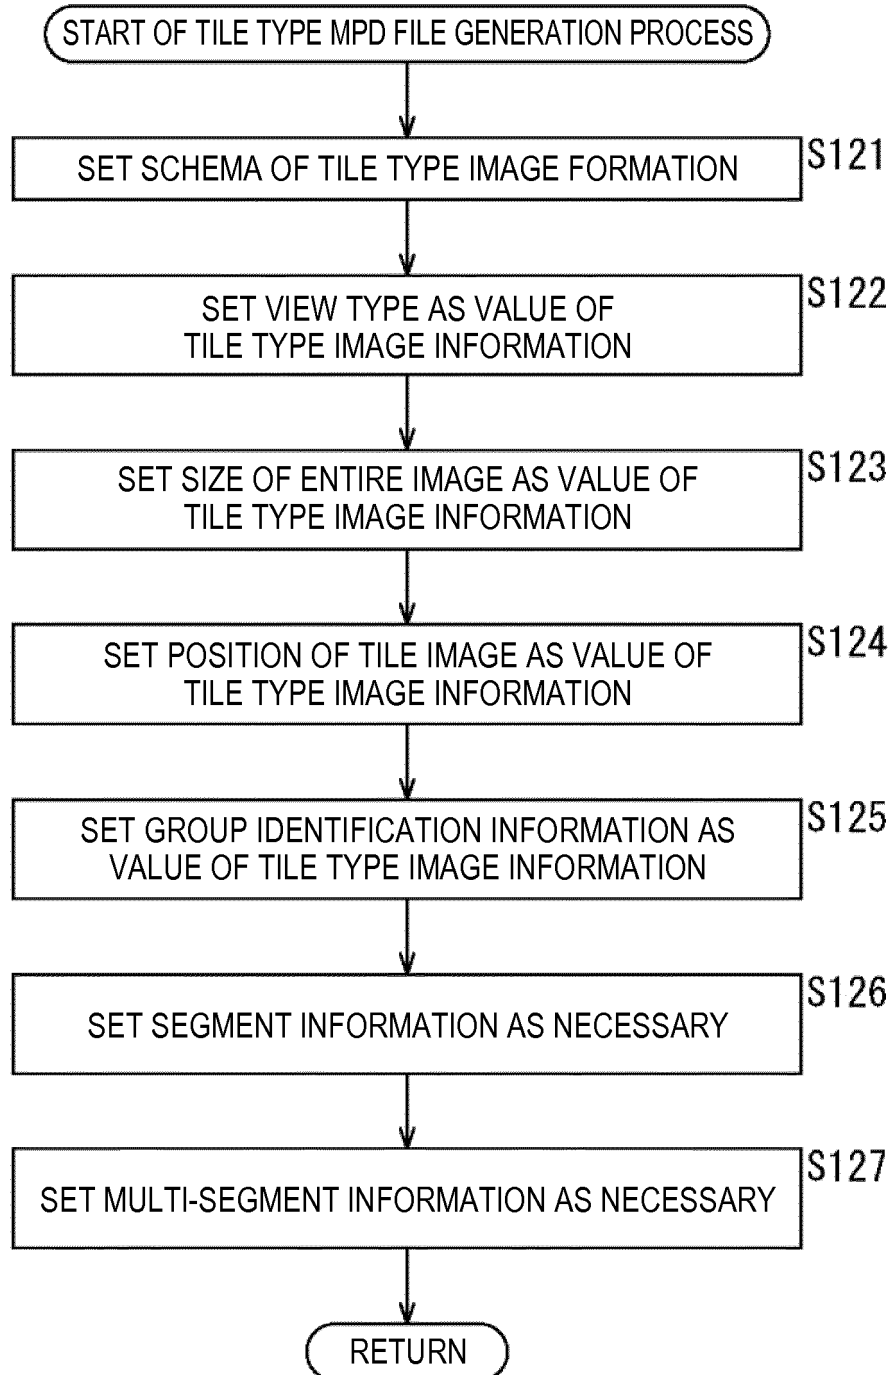 START OF TILE TYPE MPD FILE GENERATION PROCESS
SET SCHEMA OF TILE TYPE IMAGE FORMATION
S121
SET VIEW TYPE AS VALUE OF
TILE TYPE IMAGE INFORMATION
S122
SET SIZE OF ENTIRE IMAGE AS VALUE OF
TILE TYPE IMAGE INFORMATION
S123
SET POSITION OF TILE IMAGE AS VALUE OF
TILE TYPE IMAGE INFORMATION
S124
SET GROUP IDENTIFICATION INFORMATION AS
VALUE OF TILE TYPE IMAGE INFORMATION
S125
SET SEGMENT INFORMATION AS NECESSARY
S126
SET MULTI-SEGMENT INFORMATION AS NECESSARY
S127
RETURN